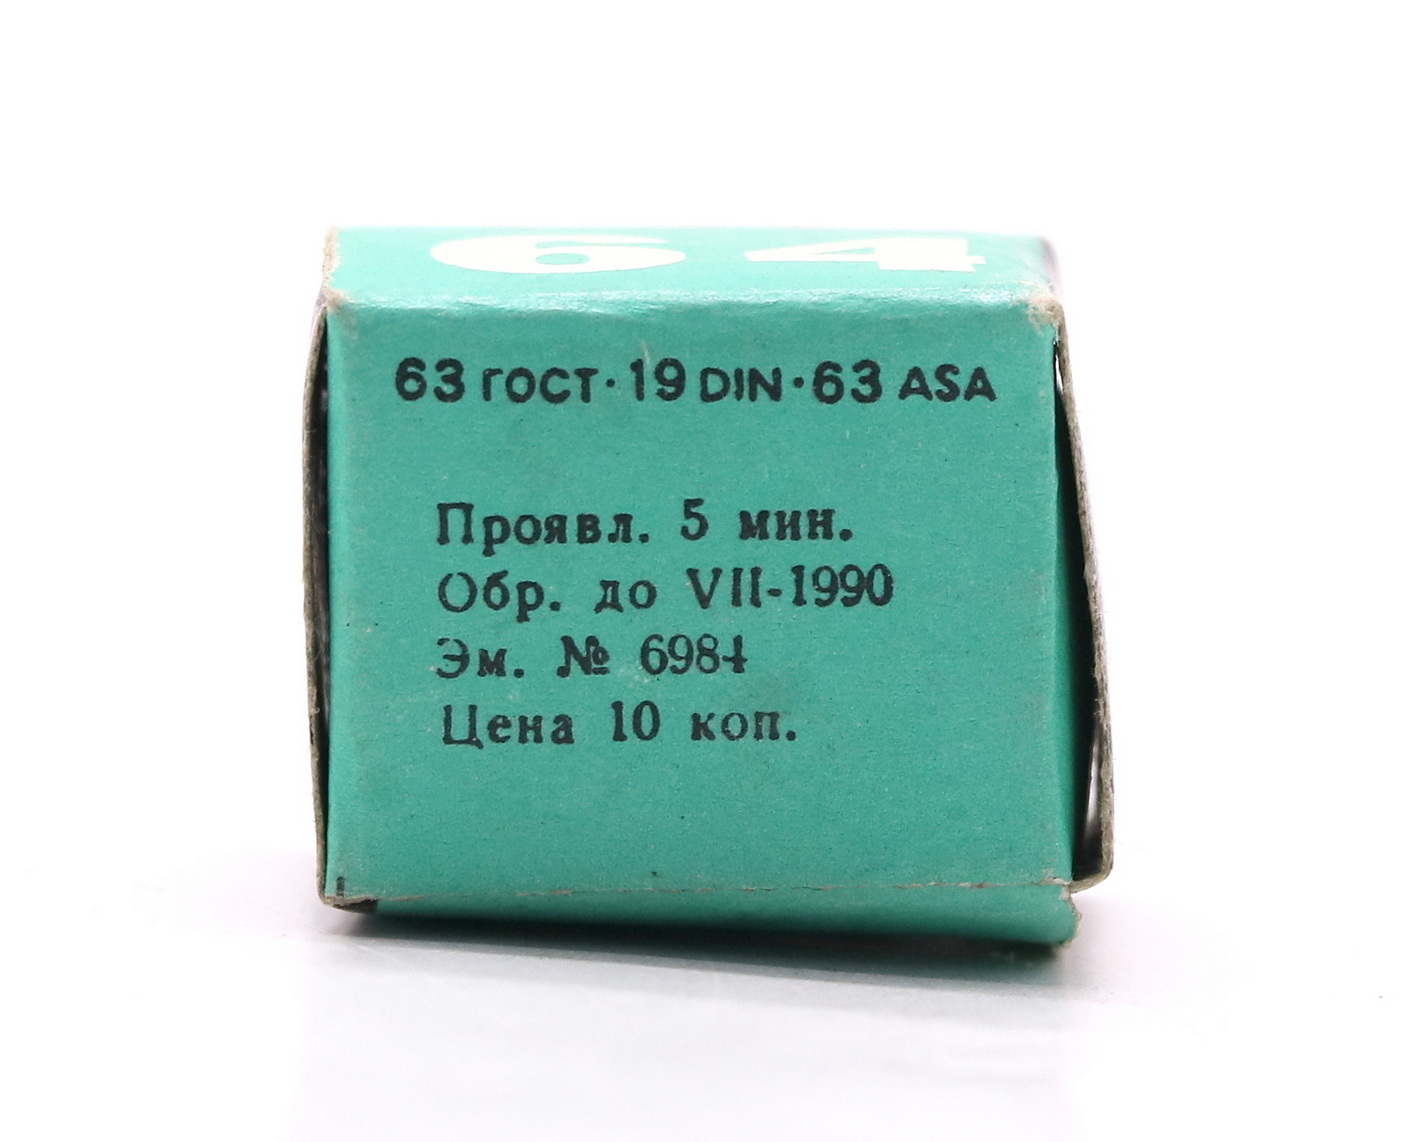 64
63 ГОСТ·19 DIN·63 ASA
Проявл. 5 мин.
Обр. до VII-1990
Эм. № 6984
Цена 10 коп.